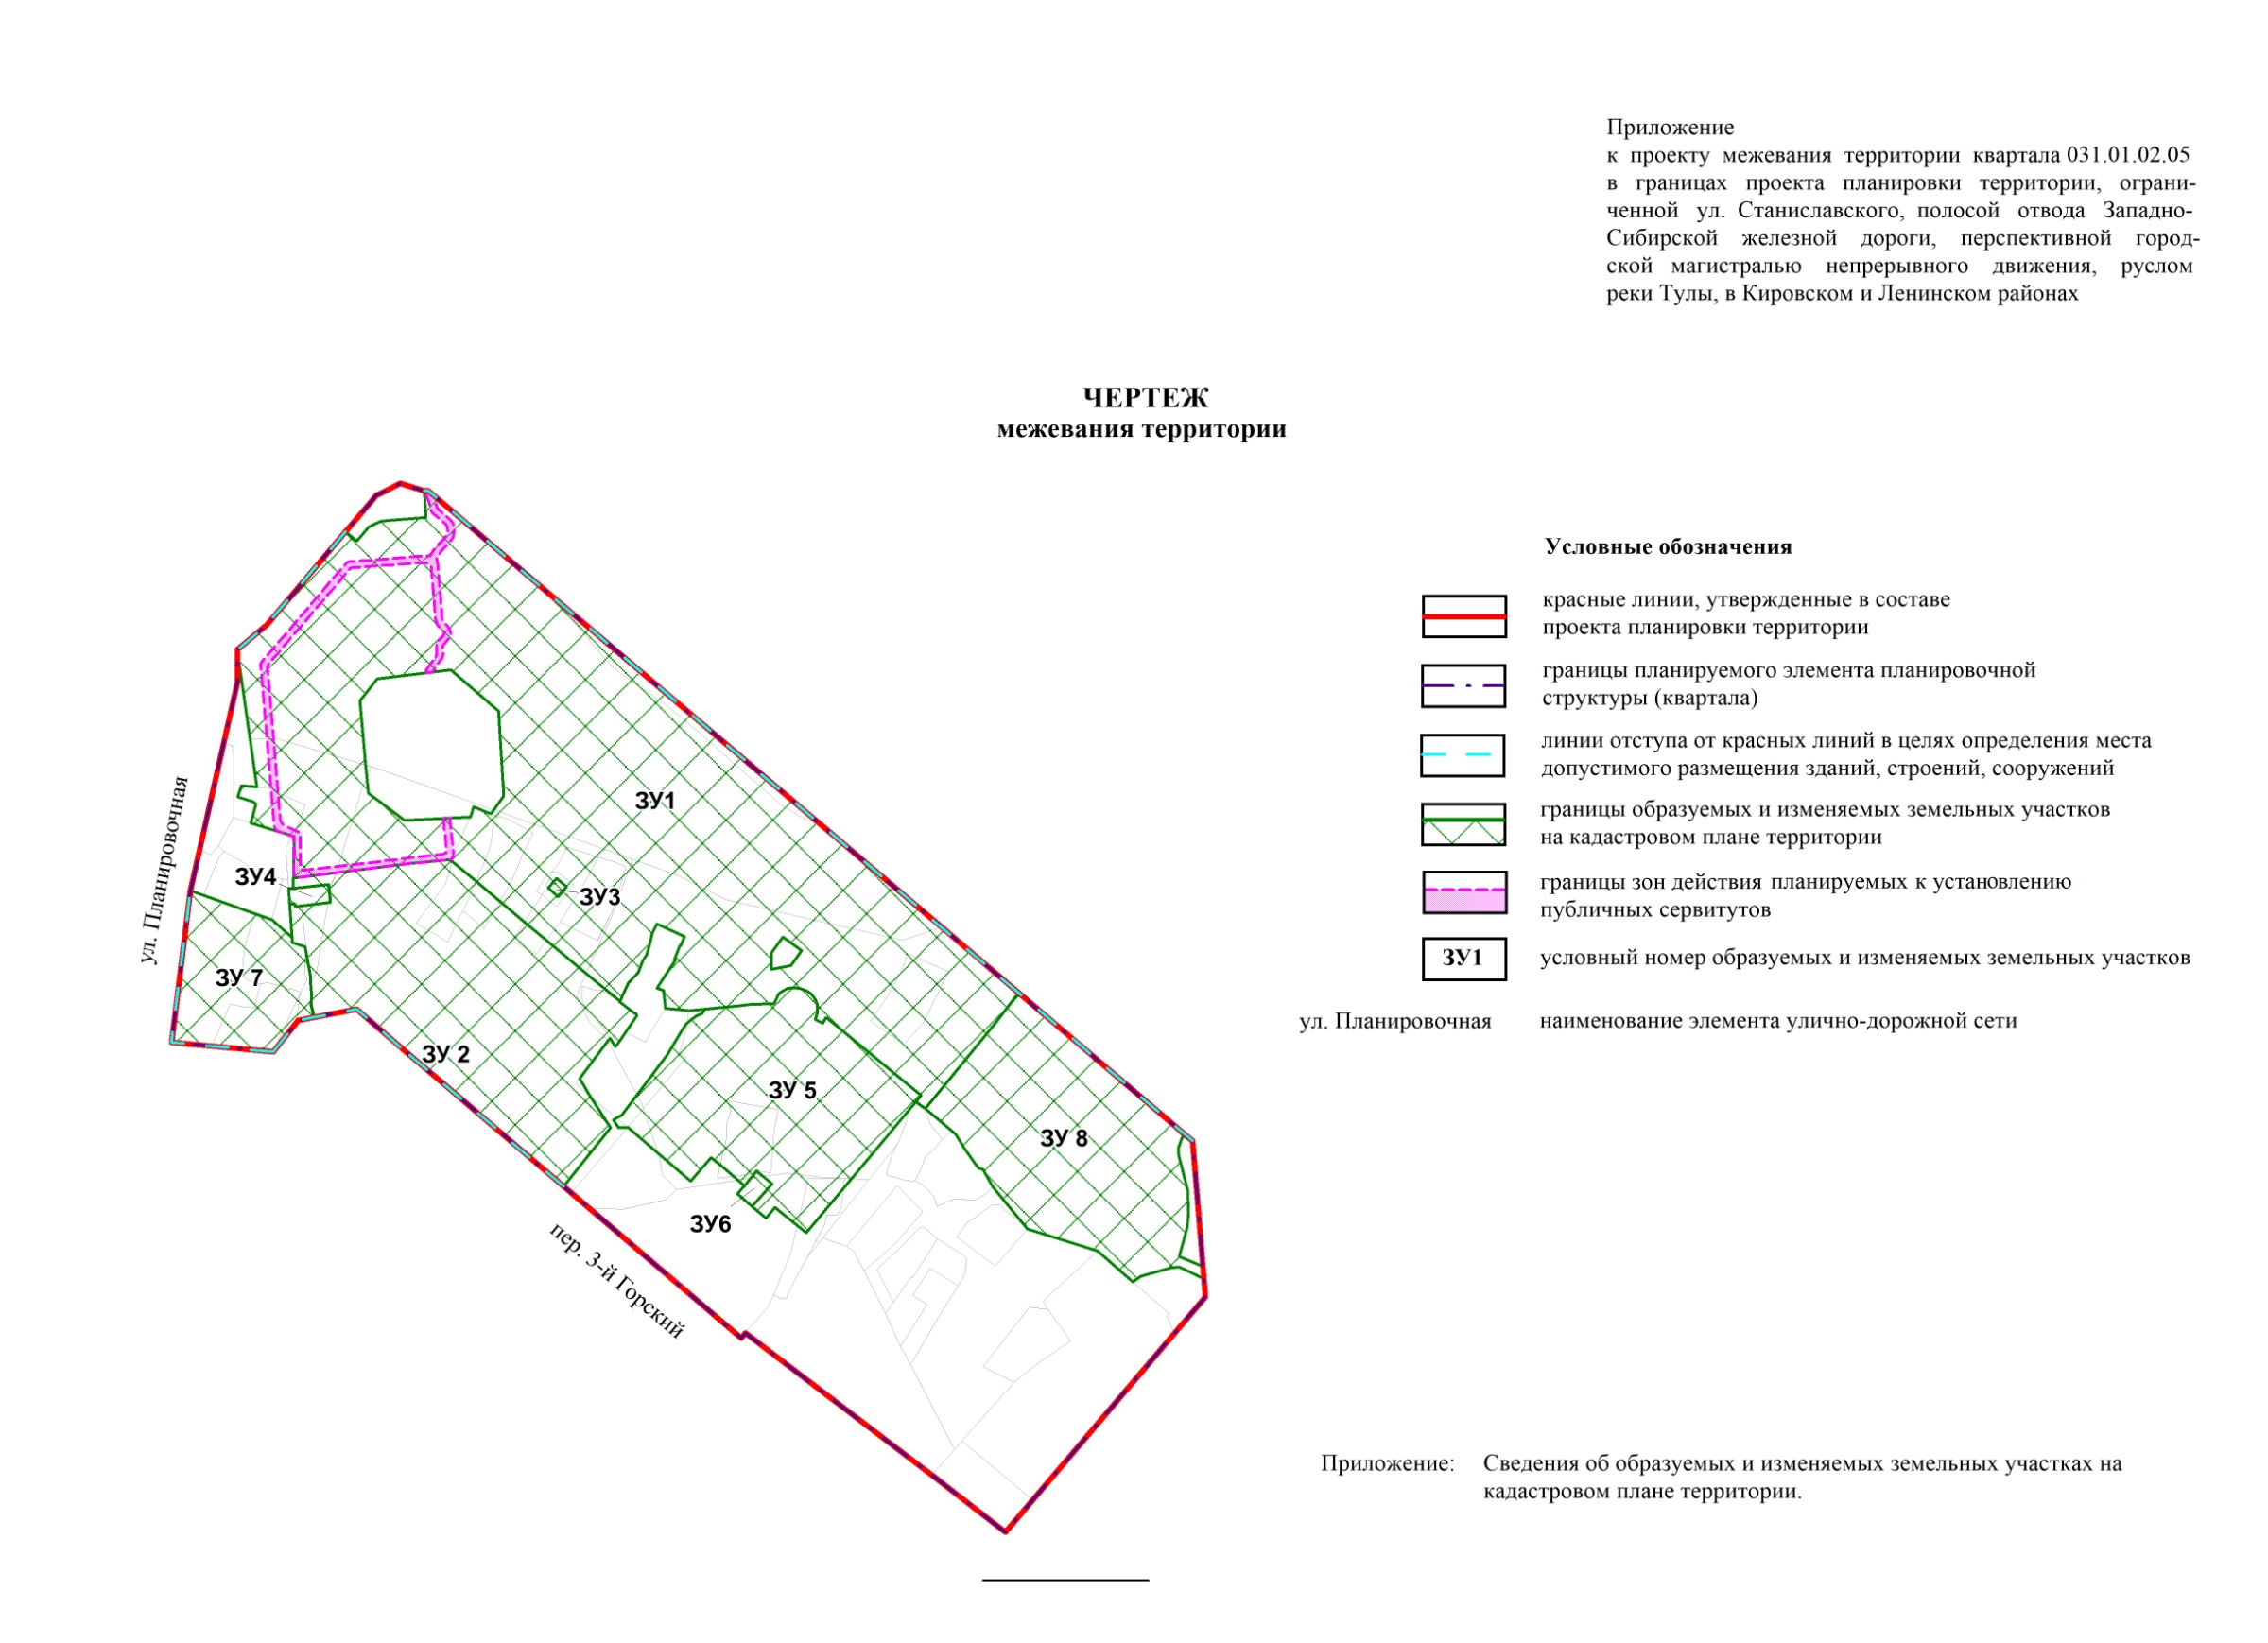 Приложение
к проекту межевания территории квартала 031.01.02.05
в границах проекта планировки территории, ограни-
ченной ул. Станиславского, полосой отвода Западно-
Сибирской железной дороги, перспективной город-
ской магистралью непрерывного движения, руслом
реки Тулы, в Кировском и Ленинском районах
ЧЕРТЕЖ
межевания территории
Условные обозначения
красные линии, утвержденные в составе
проекта планировки территории
границы планируемого элемента планировочной
структуры (квартала)
линии отступа от красных линий в целях определения места
допустимого размещения зданий, строений, сооружений
границы образуемых и изменяемых земельных участков
на кадастровом плане территории
границы зон действия планируемых к установлению
публичных сервитутов
ЗУ1 условный номер образуемых и изменяемых земельных участков
ул. Планировочная наименование элемента улично-дорожной сети
ЗУ1
ул. Планировочная
ЗУ4
ЗУ3
ЗУ 7
ЗУ 2
ЗУ 5
ЗУ 8
ЗУ6
пер. 3-й Горский
Приложение: Сведения об образуемых и изменяемых земельных участках на
кадастровом плане территории.